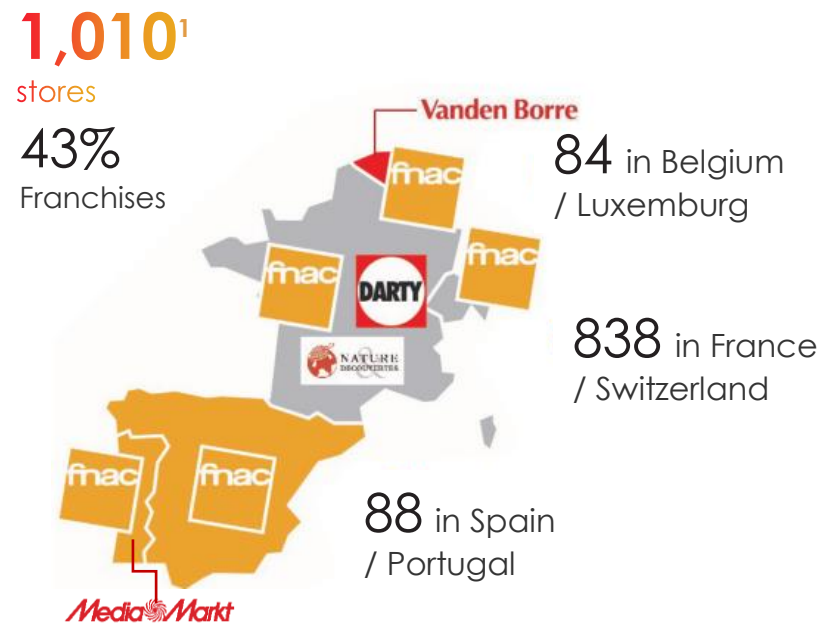 1,010¹
stores
43%
Franchises
Vanden Borre
84 in Belgium
/ Luxemburg
fnac
fnac
fnac
DARTY
838 in France
/ Switzerland
NATURE
&
DECOUVERTES
fnac
fnac
88 in Spain
/ Portugal
MediaMarkt